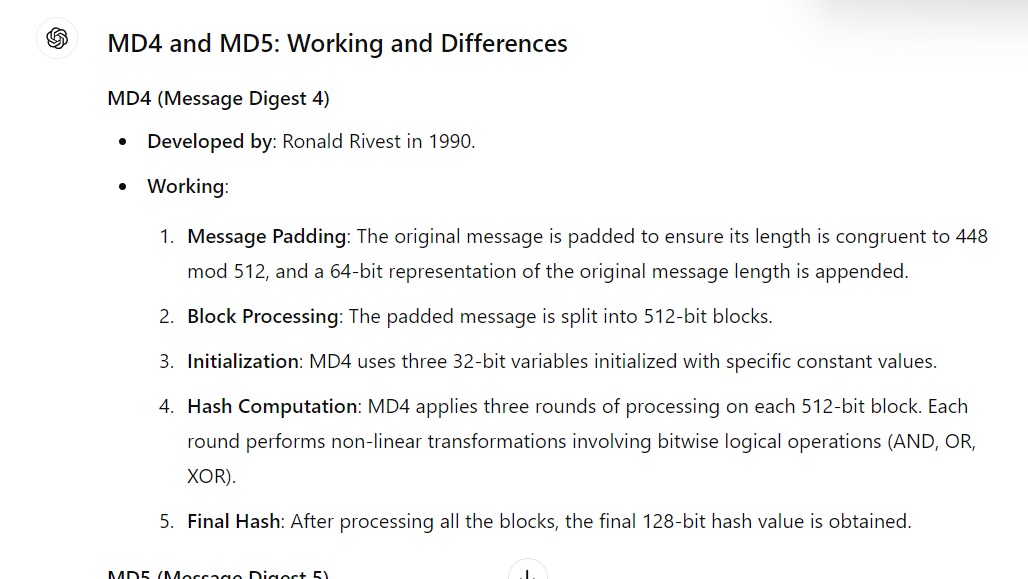 MD4 and MD5: Working and Differences
MD4 (Message Digest 4)
• Developed by: Ronald Rivest in 1990.
• Working:
1. Message Padding: The original message is padded to ensure its length is congruent to 448
mod 512, and a 64-bit representation of the original message length is appended.
2. Block Processing: The padded message is split into 512-bit blocks.
3. Initialization: MD4 uses three 32-bit variables initialized with specific constant values.
4. Hash Computation: MD4 applies three rounds of processing on each 512-bit block. Each
round performs non-linear transformations involving bitwise logical operations (AND, OR,
XOR).
5. Final Hash: After processing all the blocks, the final 128-bit hash value is obtained.
MD5 (Message Digest 5)